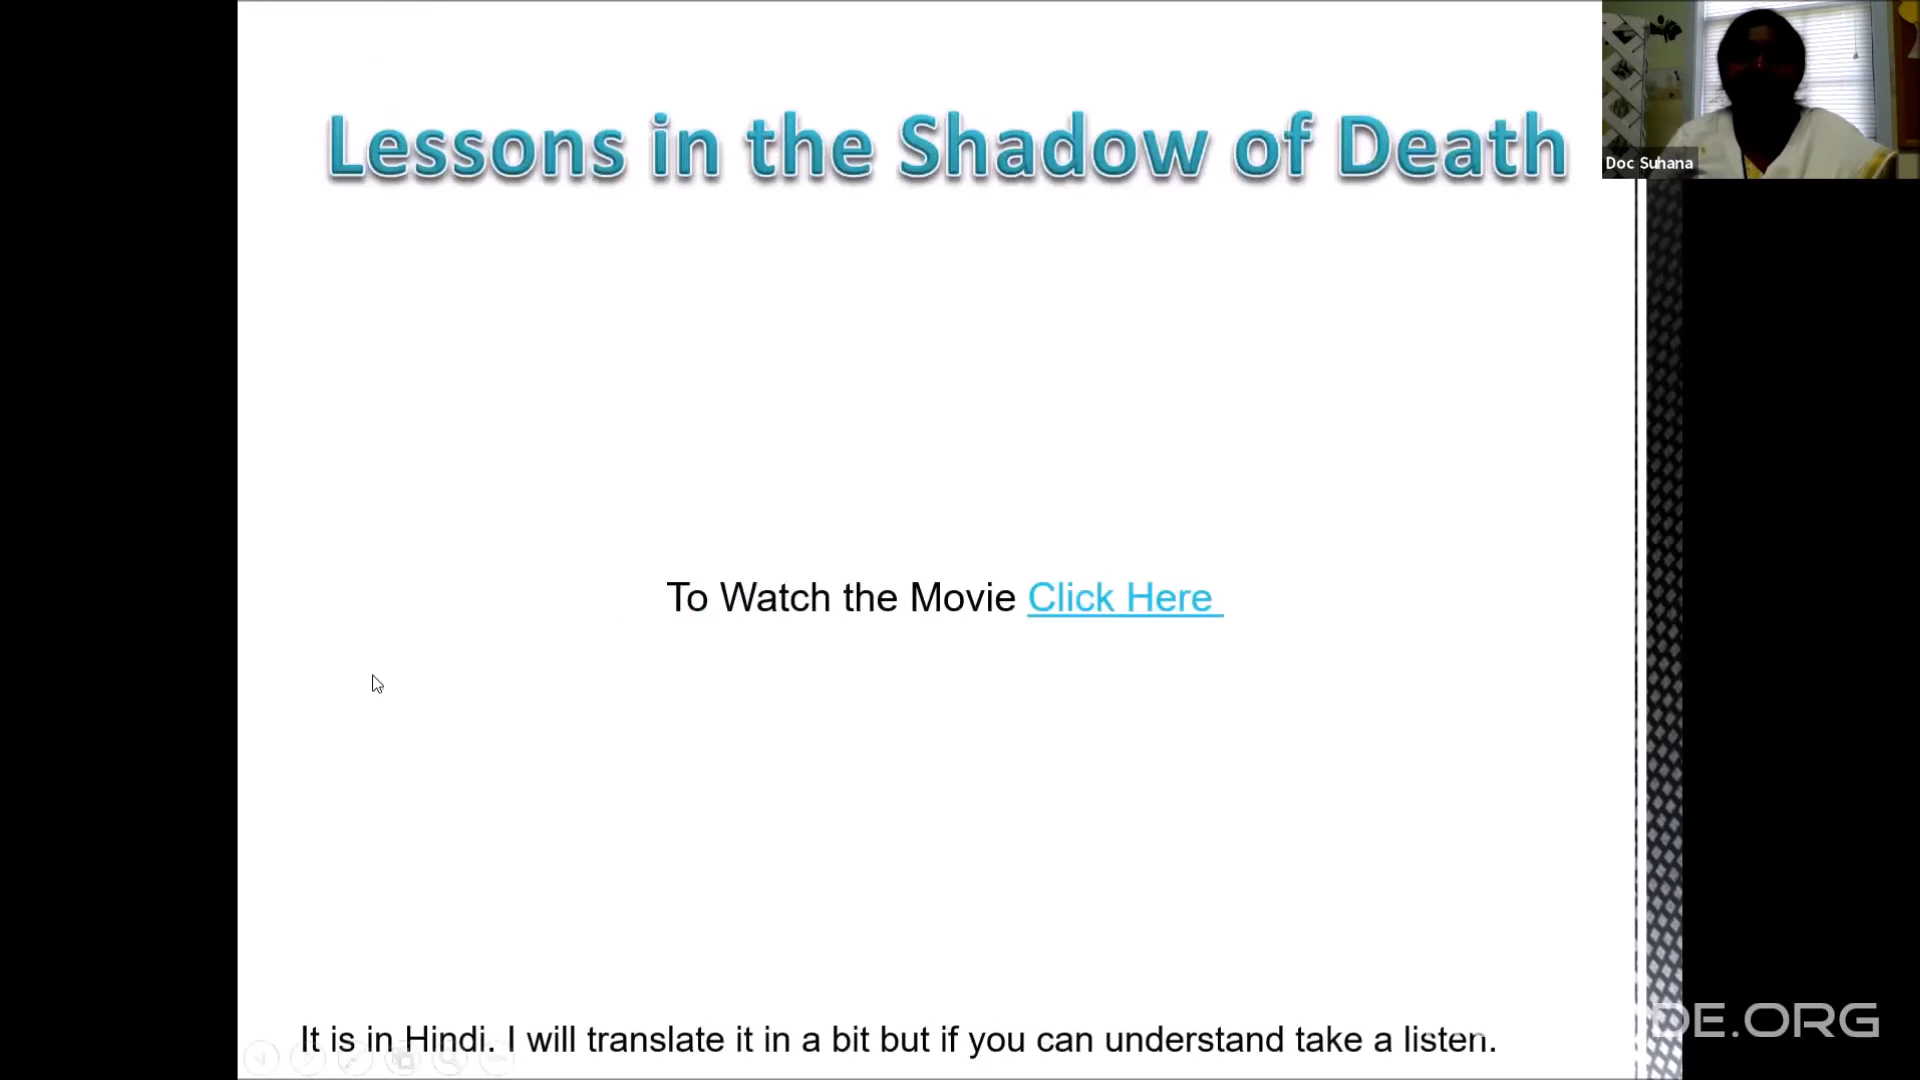 Lessons in the Shadow of Death
Doc Suhana
To Watch the Movie Click Here
It is in Hindi. I will translate it in a bit but if you can understand take a listen.
DE.ORG